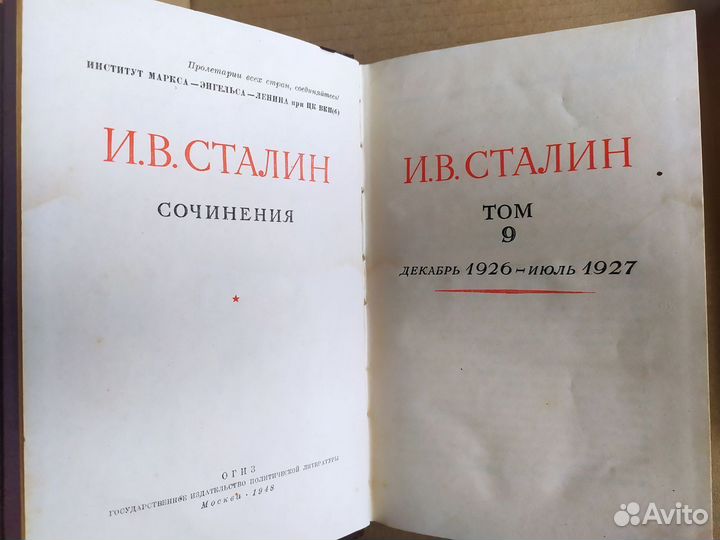 Пролетарии всех стран, соединяйтесь!
ИНСТИТУТ МАРКСА—ЭНГЕЛЬСА—ЛЕНИНА при ЦК ВКП(б)
И.В. СТАЛИН
СОЧИНЕНИЯ
ОГИЗ
ГОСУДАРСТВЕННОЕ ИЗДАТЕЛЬСТВО ПОЛИТИЧЕСКОЙ ЛИТЕРАТУРЫ
Москва · 1948
И.В. СТАЛИН
ТОМ
9
ДЕКАБРЬ 1926–ИЮЛЬ 1927
Avito